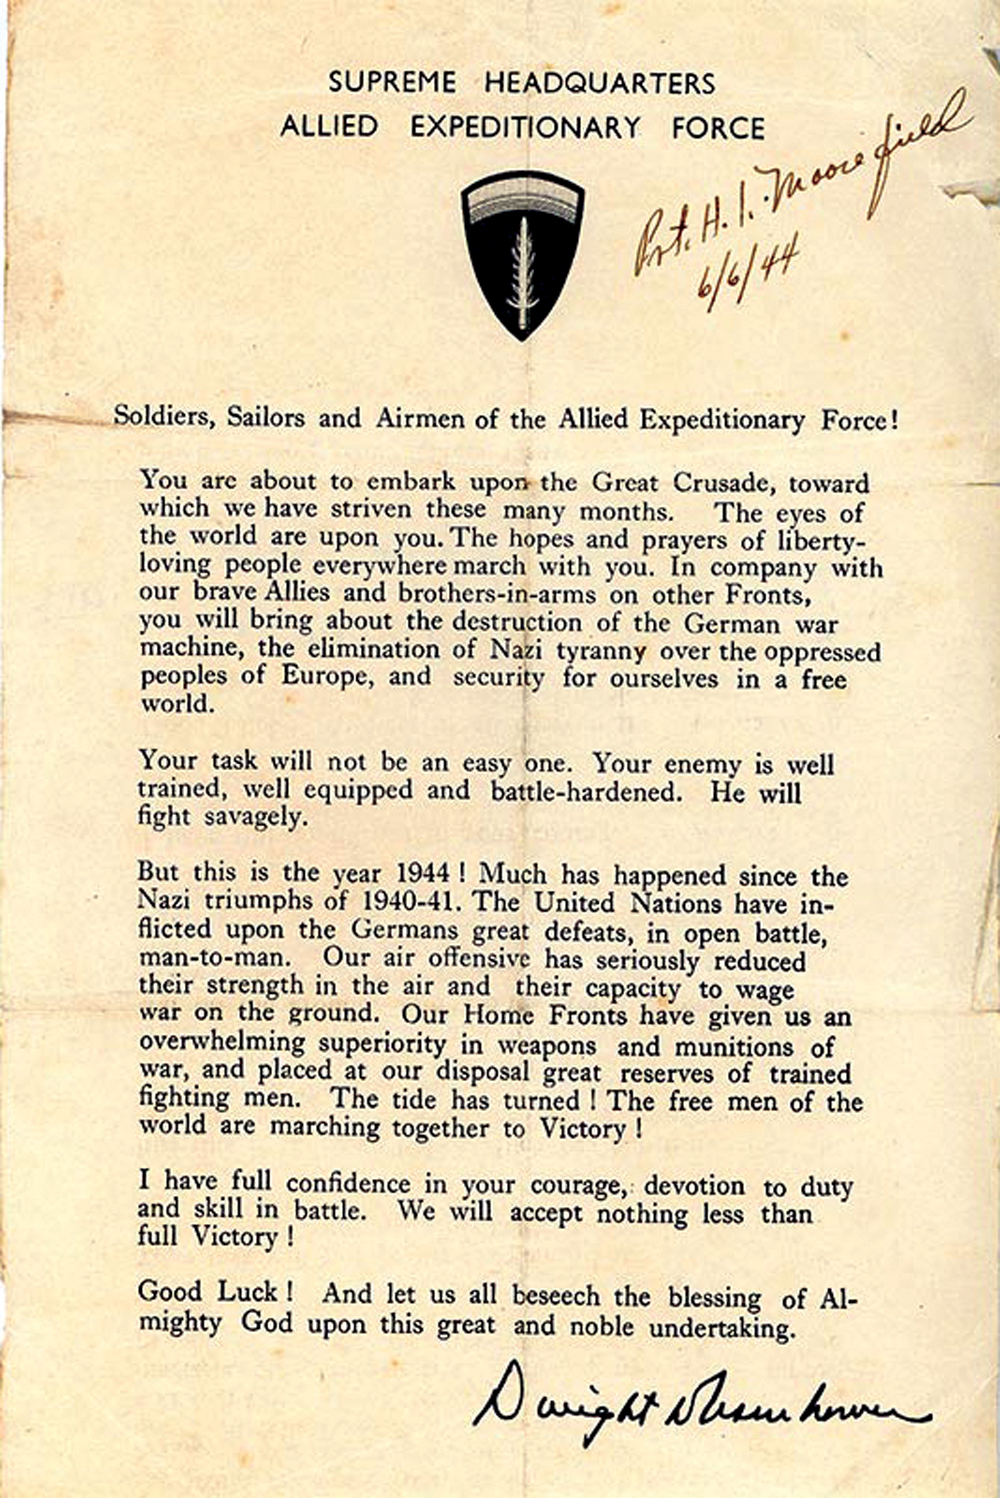 SUPREME HEADQUARTERS
ALLIED EXPEDITIONARY FORCE
Pvt. H. I. Moorefield
6/6/44
Soldiers, Sailors and Airmen of the Allied Expeditionary Force!
You are about to embark upon the Great Crusade, toward
which we have striven these many months. The eyes of
the world are upon you. The hopes and prayers of liberty-
loving people everywhere march with you. In company with
our brave Allies and brothers-in-arms on other Fronts,
you will bring about the destruction of the German war
machine, the elimination of Nazi tyranny over the oppressed
peoples of Europe, and security for ourselves in a free
world.
Your task will not be an easy one. Your enemy is well
trained, well equipped and battle-hardened. He will
fight savagely.
But this is the year 1944 ! Much has happened since the
Nazi triumphs of 1940-41. The United Nations have in-
flicted upon the Germans great defeats, in open battle,
man-to-man. Our air offensive has seriously reduced
their strength in the air and their capacity to wage
war on the ground. Our Home Fronts have given us an
overwhelming superiority in weapons and munitions of
war, and placed at our disposal great reserves of trained
fighting men. The tide has turned ! The free men of the
world are marching together to Victory !
I have full confidence in your courage, devotion to duty
and skill in battle. We will accept nothing less than
full Victory !
Good Luck ! And let us all beseech the blessing of Al-
mighty God upon this great and noble undertaking.
Dwight D Eisenhower